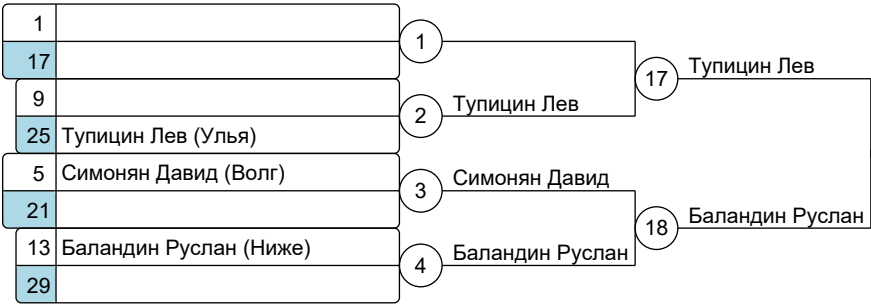 1
17
1
9
25 Тупицин Лев (Улья)
2
Тупицин Лев
17
Тупицин Лев
5 Симонян Давид (Волг)
21
3
Симонян Давид
13 Баландин Руслан (Ниже)
29
4
Баландин Руслан
18
Баландин Руслан